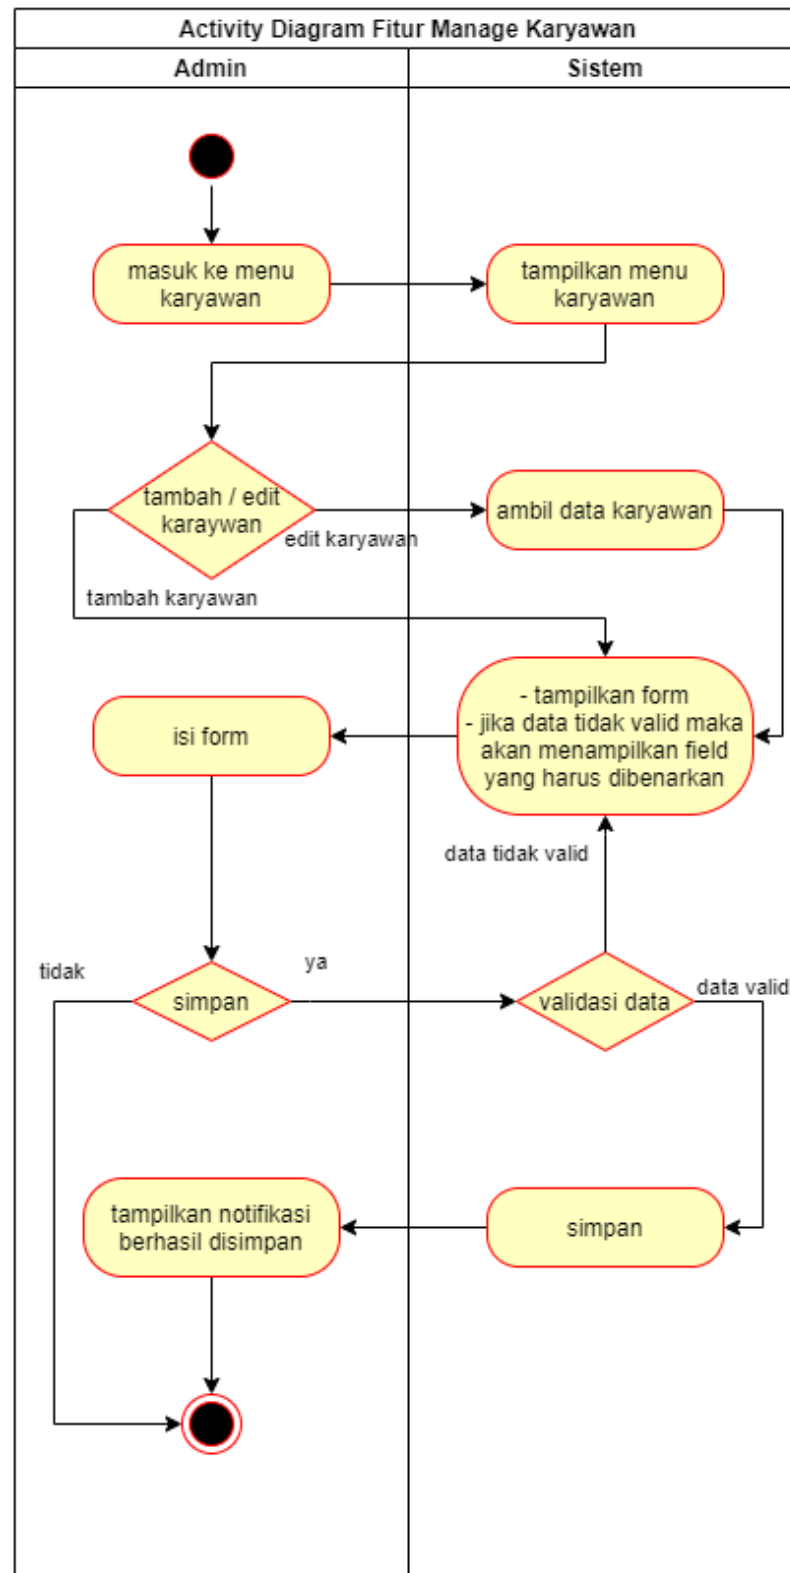 Activity Diagram Fitur Manage Karyawan
Admin
Sistem
masuk ke menu
karyawan
tampilkan menu
karyawan
tambah / edit
karaywan
edit karyawan
ambil data karyawan
tambah karyawan
- tampilkan form
- jika data tidak valid maka
akan menampilkan field
yang harus dibenarkan
isi form
data tidak valid
tidak
simpan
ya
validasi data
data valid
tampilkan notifikasi
berhasil disimpan
simpan